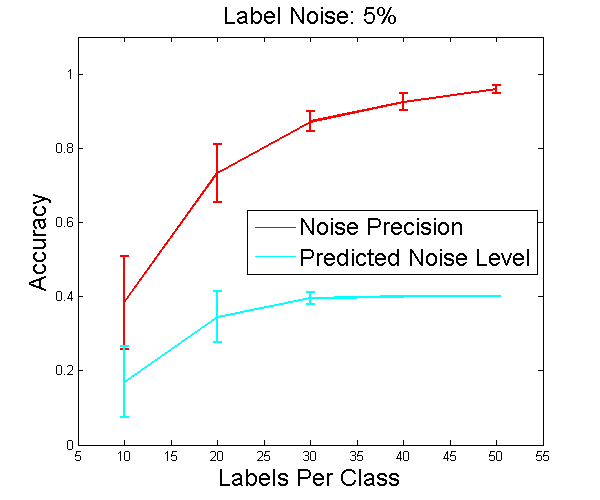 Label Noise: 5%
1
0.8
0.6
0.4
0.2
0
Accuracy
Noise Precision
Predicted Noise Level
5 10 15 20 25 30 35 40 45 50 55
Labels Per Class